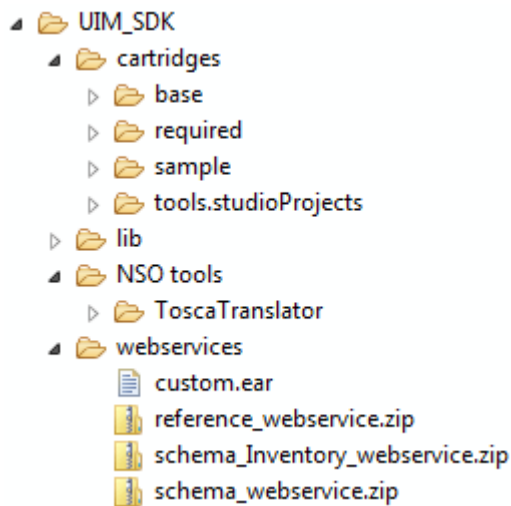 UIM_SDK
cartridges
base
required
sample
tools.studioProjects
lib
NSO tools
ToscaTranslator
webservices
custom.ear
reference_webservice.zip
schema_Inventory_webservice.zip
schema_webservice.zip